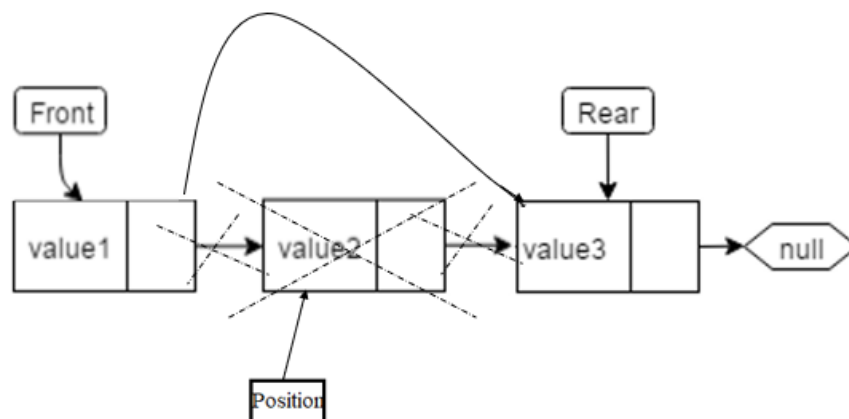 Front
Rear
value1
value2
value3
null
Position